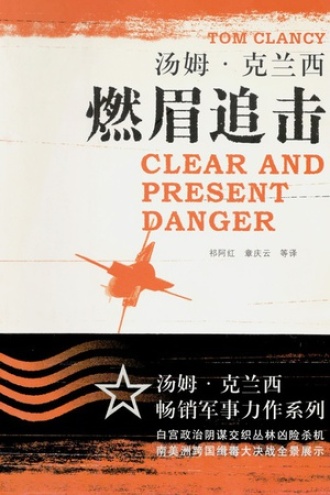 TOM CLANCY
汤姆·克兰西
燃眉追击
CLEAR AND
PRESENT
DANGER
祁阿红 章庆云 等译
汤姆·克兰西
畅销军事力作系列
白宫政治阴谋交织丛林凶险杀机
南美洲跨国缉毒大决战全景展示